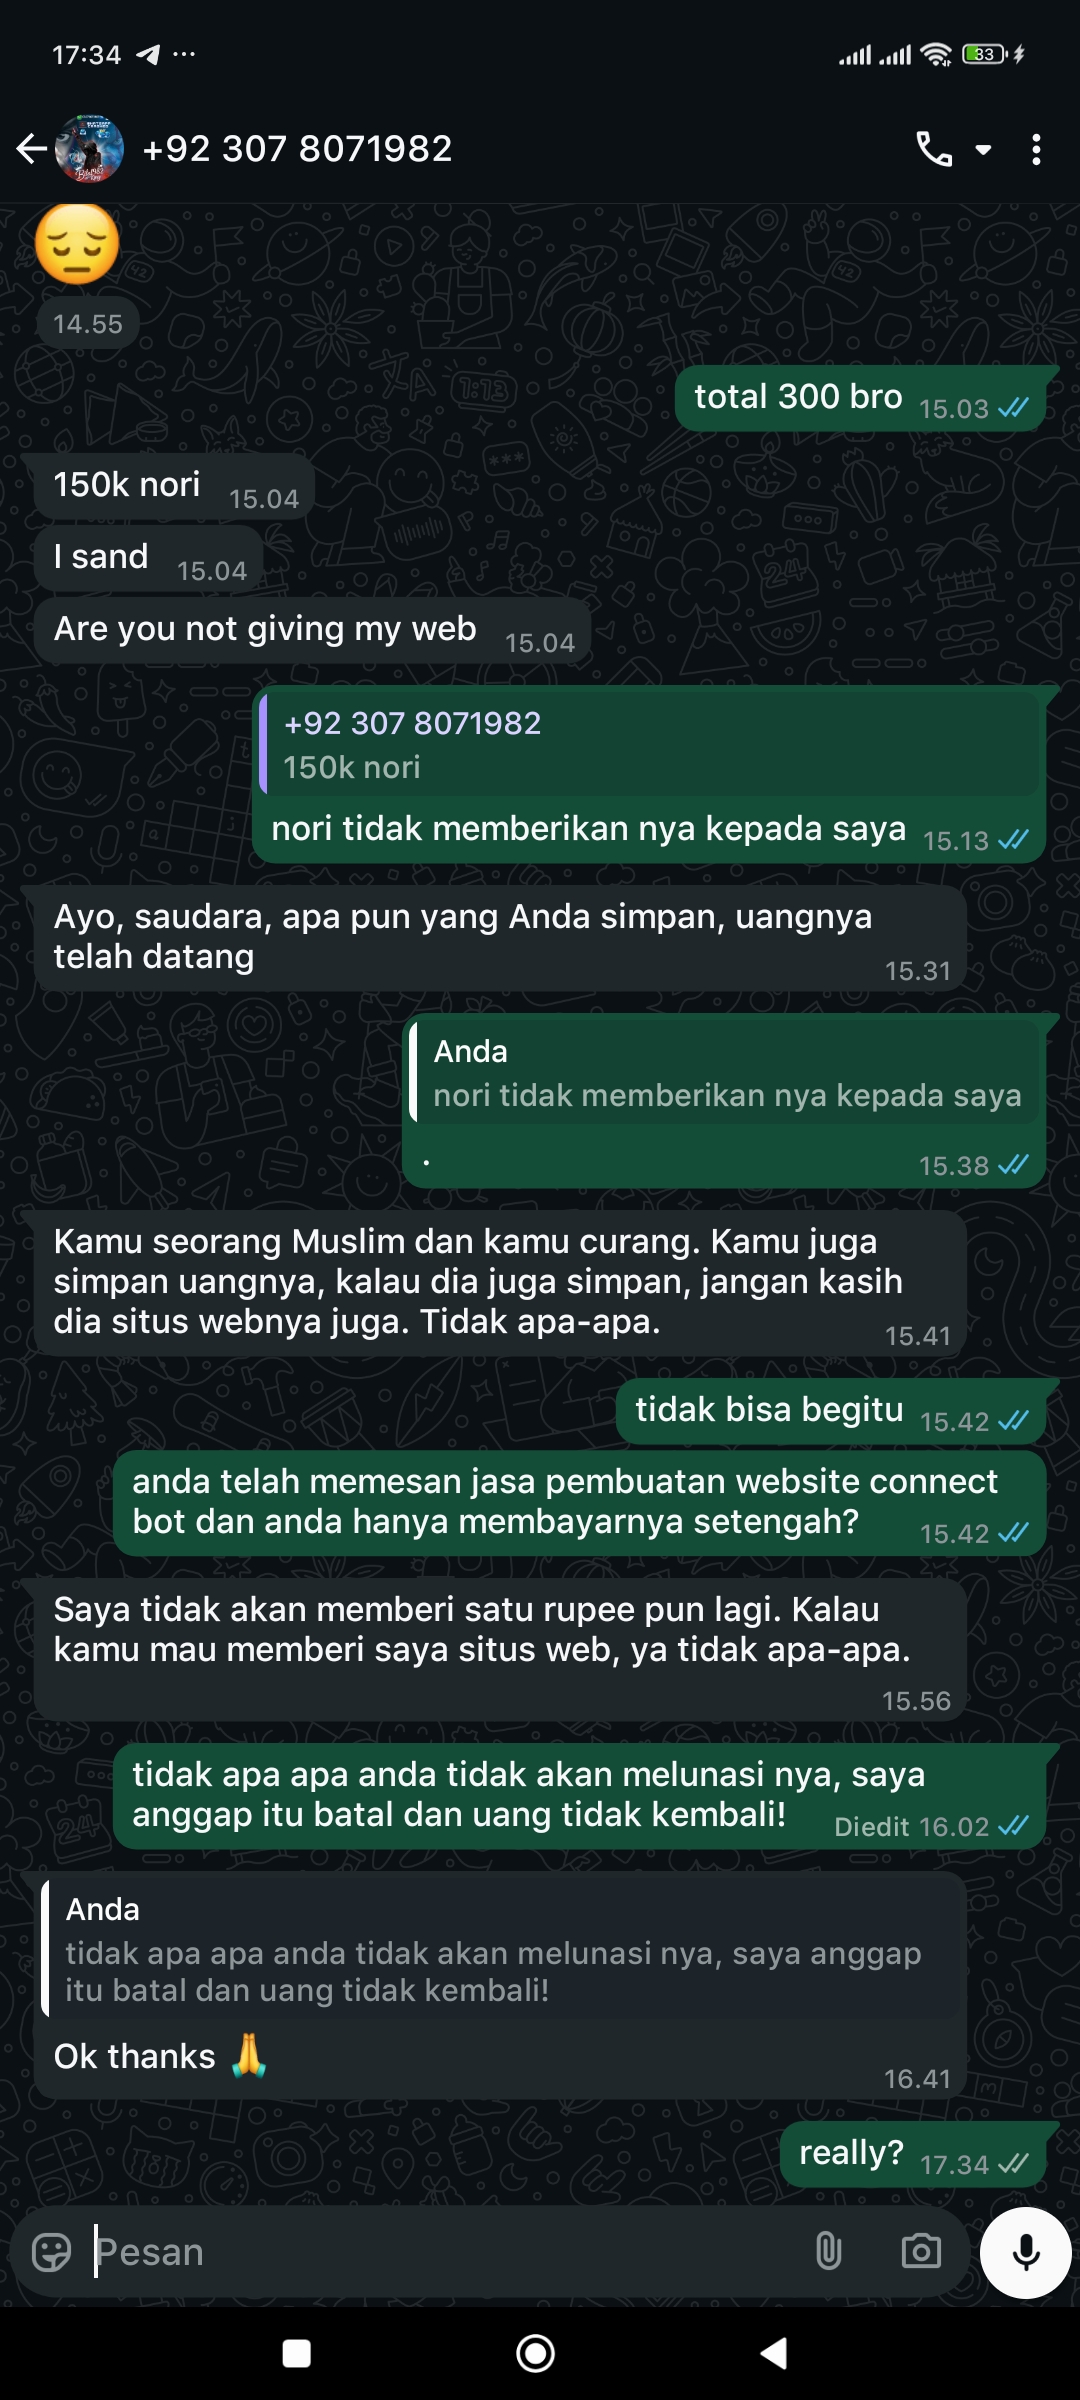 17:34
33
+92 307 8071982
14.55
total 300 bro 15.03
150k nori 15.04
I sand 15.04
Are you not giving my web 15.04
+92 307 8071982
150k nori
nori tidak memberikan nya kepada saya 15.13
Ayo, saudara, apa pun yang Anda simpan, uangnya
telah datang
15.31
Anda
nori tidak memberikan nya kepada saya
. 15.38
Kamu seorang Muslim dan kamu curang. Kamu juga
simpan uangnya, kalau dia juga simpan, jangan kasih
dia situs webnya juga. Tidak apa-apa.
15.41
tidak bisa begitu 15.42
anda telah memesan jasa pembuatan website connect
bot dan anda hanya membayarnya setengah? 15.42
Saya tidak akan memberi satu rupee pun lagi. Kalau
kamu mau memberi saya situs web, ya tidak apa-apa.
15.56
tidak apa apa anda tidak akan melunasi nya, saya
anggap itu batal dan uang tidak kembali! Diedit 16.02
Anda
tidak apa apa anda tidak akan melunasi nya, saya anggap
itu batal dan uang tidak kembali!
Ok thanks
16.41
really? 17.34
Pesan